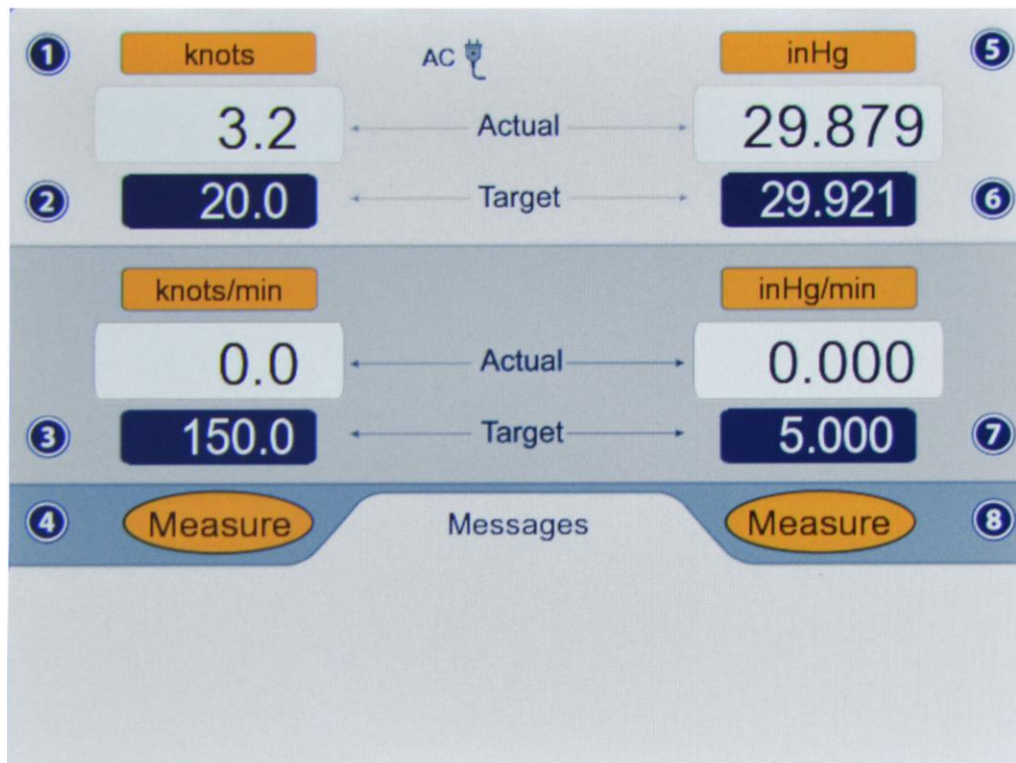 1 knots AC inHg 5
3.2 Actual 29.879
2 20.0 Target 29.921 6
knots/min inHg/min
0.0 Actual 0.000
3 150.0 Target 5.000 7
4 Measure Messages Measure 8